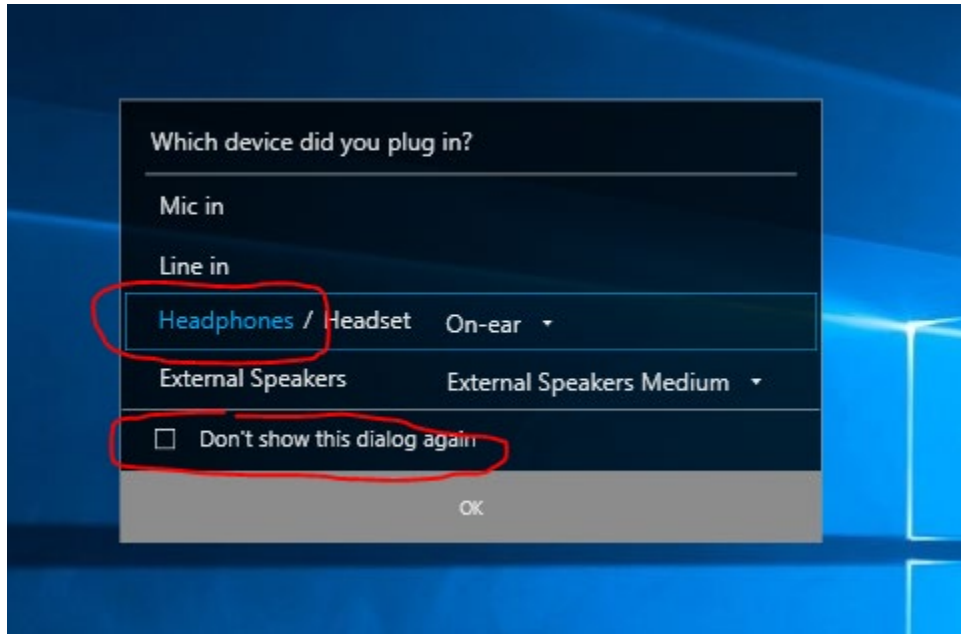 Which device did you plug in?
Mic in
Line in
Headphones / Headset On-ear
External Speakers External Speakers Medium
Don't show this dialog again
OK